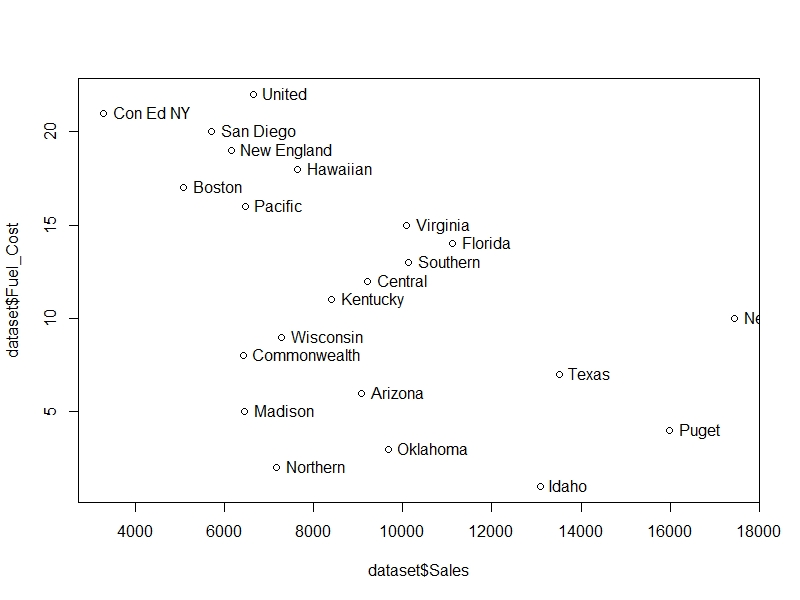 United
Con Ed NY
San Diego
New England
Hawaiian
Boston
Pacific
Virginia
Florida
Southern
Central
Kentucky
Ne
Wisconsin
Commonwealth
Texas
Arizona
Madison
Puget
Oklahoma
Northern
Idaho
20
15
10
5
dataset$Fuel_Cost
4000 6000 8000 10000 12000 14000 16000 18000
dataset$Sales